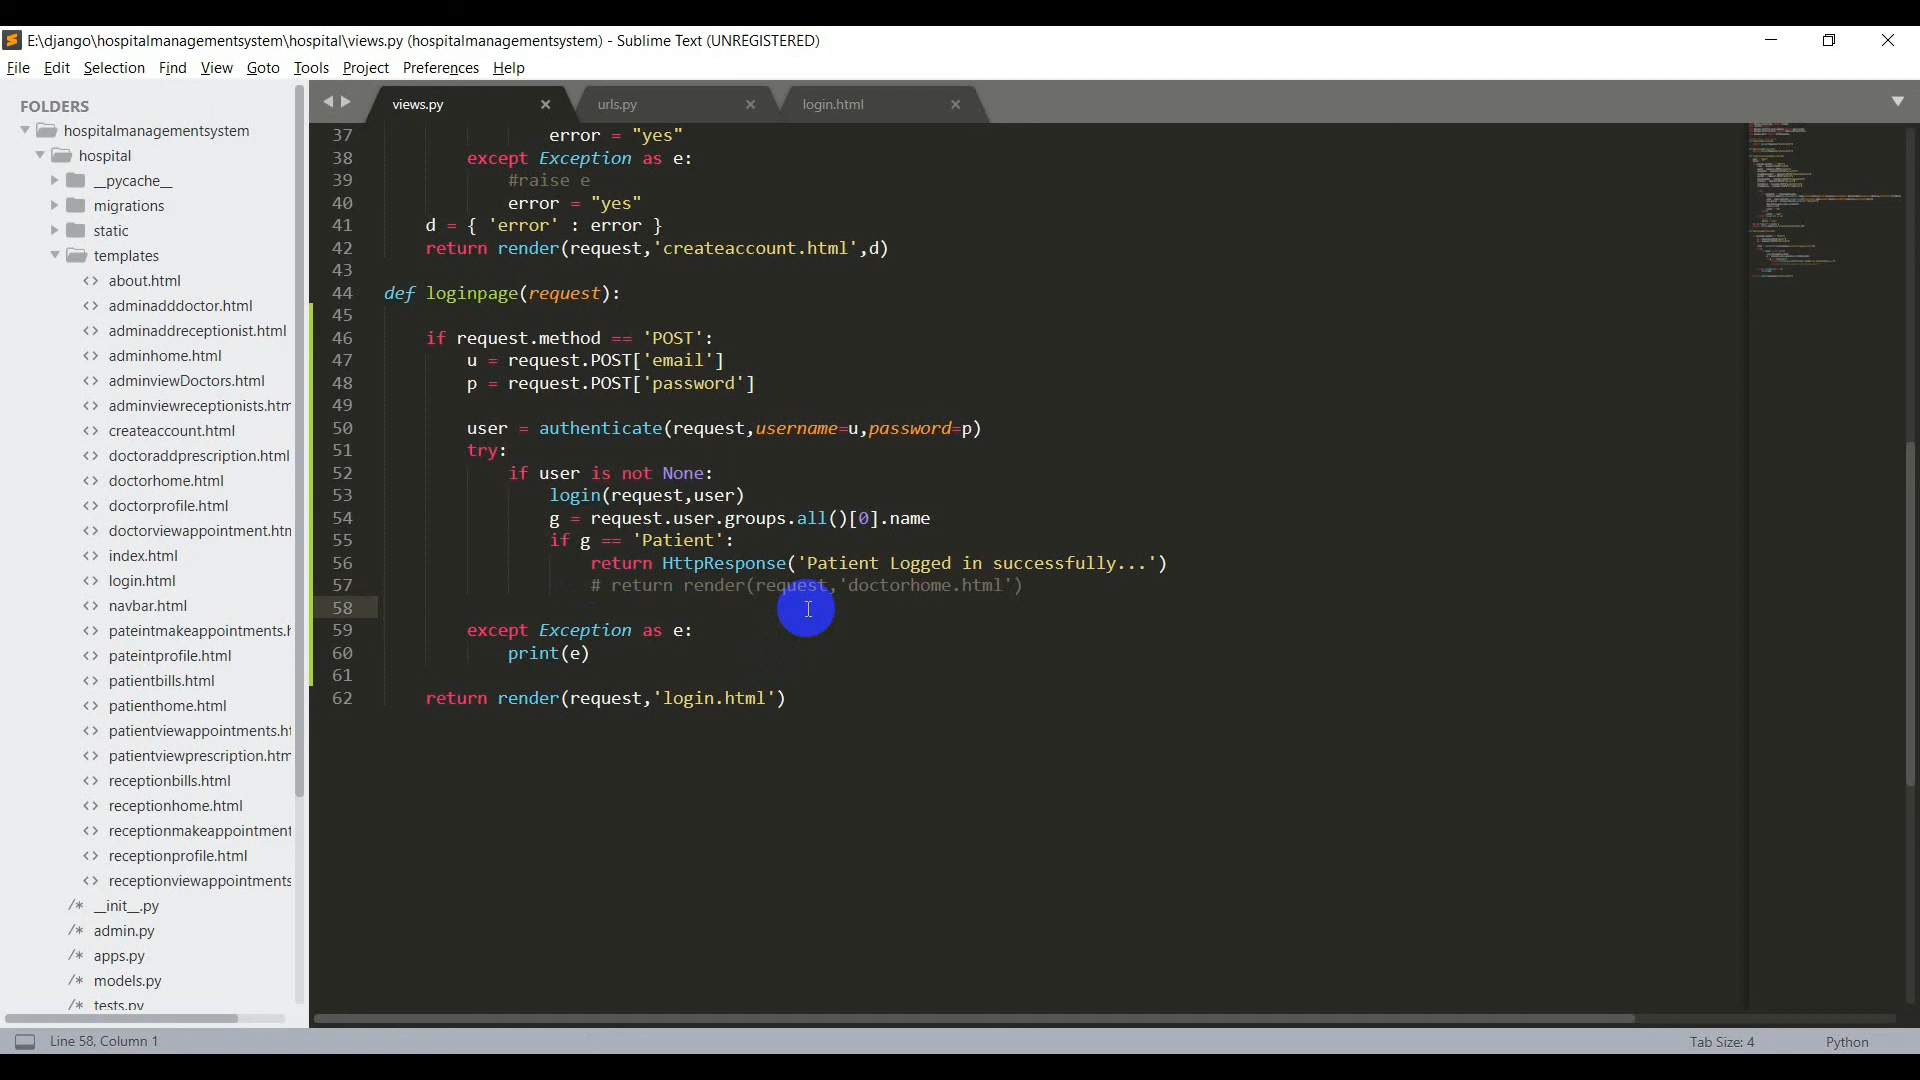 E:\django\hospitalmanagementsystem\hospital\views.py (hospitalmanagementsystem) - Sublime Text (UNREGISTERED)
File Edit Selection Find View Goto Tools Project Preferences Help
FOLDERS
hospitalmanagementsystem
hospital
__pycache__
migrations
static
templates
about.html
adminadddoctor.html
adminaddreceptionist.html
adminhome.html
adminviewDoctors.html
adminviewreceptionists.htm
createaccount.html
doctoraddprescription.html
doctorhome.html
doctorprofile.html
doctorviewappointment.htm
index.html
login.html
navbar.html
pateintmakeappointments.h
pateintprofile.html
patientbills.html
patienthome.html
patientviewappointments.ht
patientviewprescription.htm
receptionbills.html
receptionhome.html
receptionmakeappointment
receptionprofile.html
receptionviewappointments
/* __init__.py
/* admin.py
/* apps.py
/* models.py
/* tests.py
views.py urls.py login.html
37 error = "yes"
38 except Exception as e:
39 #raise e
40 error = "yes"
41 d = { 'error' : error }
42 return render(request,'createaccount.html',d)
43
44 def loginpage(request):
45
46 if request.method == 'POST':
47 u = request.POST['email']
48 p = request.POST['password']
49
50 user = authenticate(request,username=u,password=p)
51 try:
52 if user is not None:
53 login(request,user)
54 g = request.user.groups.all()[0].name
55 if g == 'Patient':
56 return HttpResponse('Patient Logged in successfully...')
57 # return render(request,'doctorhome.html')
58
59 except Exception as e:
60 print(e)
61
62 return render(request,'login.html')
Line 58, Column 1
Tab Size: 4
Python